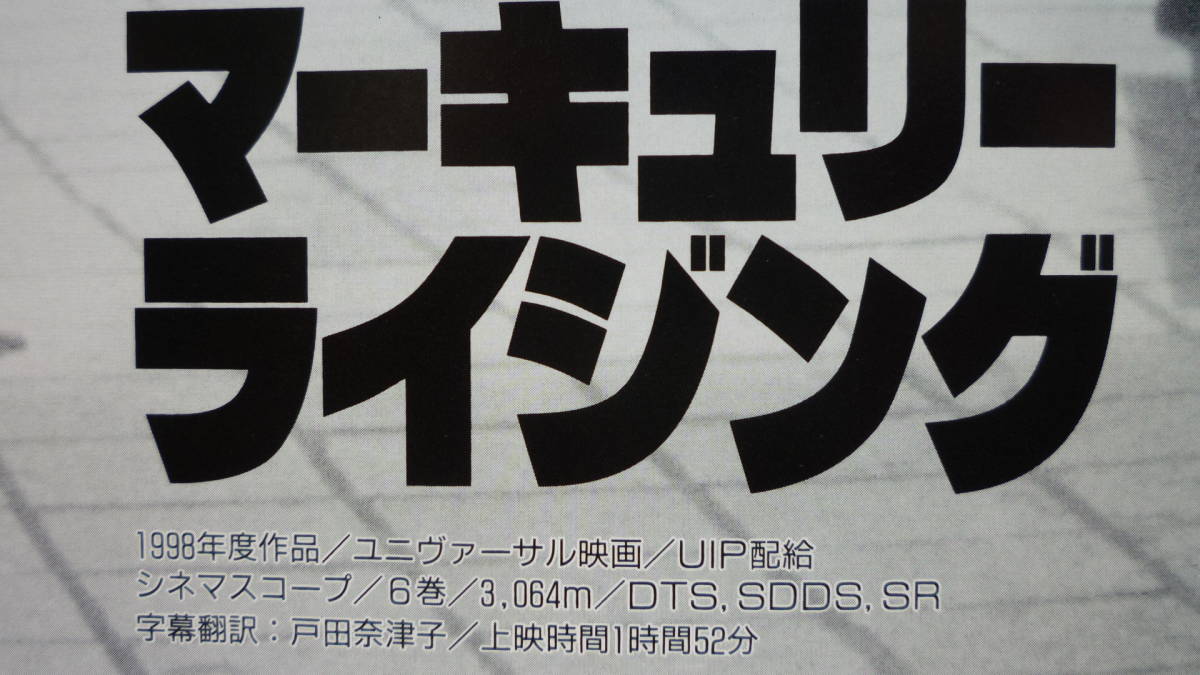 マーキュリー
ライジング
1998年度作品／ユニヴァーサル映画／UIP配給
シネマスコープ／6巻／3,064m／DTS,SDDS,SR
字幕翻訳：戸田奈津子／上映時間1時間52分